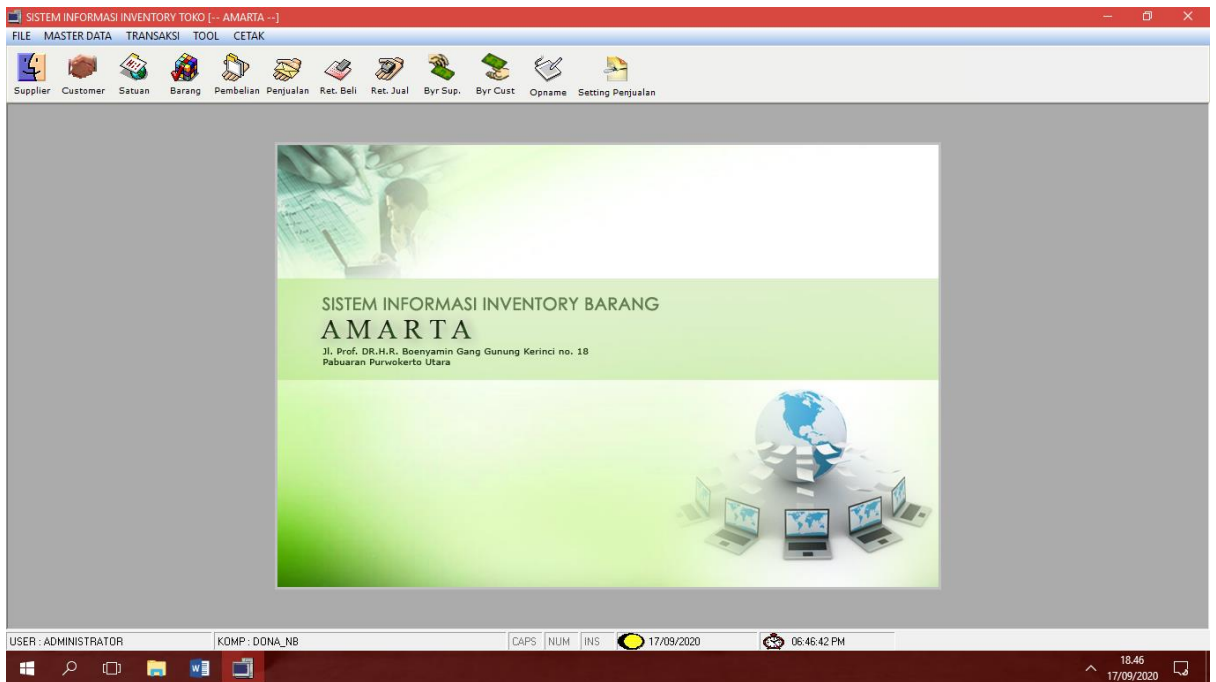 SISTEM INFORMASI INVENTORY TOKO [-- AMARTA --]
FILE MASTER DATA TRANSAKSI TOOL CETAK
Supplier Customer Satuan Barang Pembelian Penjualan Ret. Beli Ret. Jual Byr Sup. Byr Cust Opname Setting Penjualan
SISTEM INFORMASI INVENTORY BARANG
AMARTA
Jl. Prof. DR.H.R. Boenyamin Gang Gunung Kerinci no. 18
Pabuaran Purwokerto Utara
USER : ADMINISTRATOR KOMP : DONA_NB CAPS NUM INS 17/09/2020 06:46:42 PM
18.46
17/09/2020